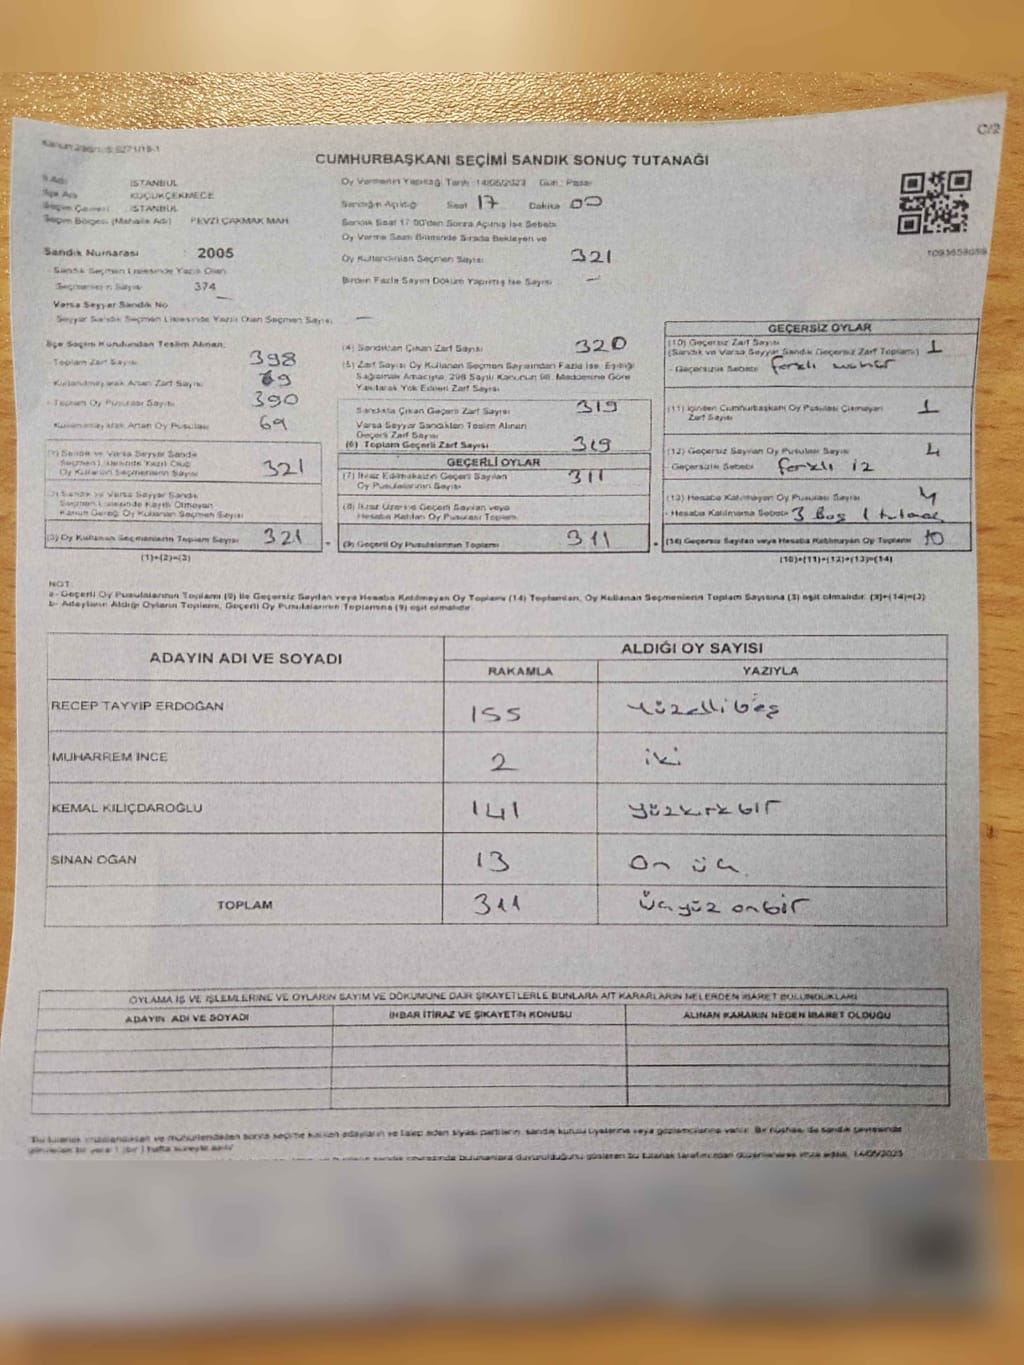 C/2
CUMHURBAŞKANI SEÇİMİ SANDIK SONUÇ TUTANAĞI
İl Adı : İSTANBUL
İlçe Adı : KÜÇÜKÇEKMECE
Seçim Çevresi : İSTANBUL
Seçim Bölgesi (Mahalle Adı) : FEVZİ ÇAKMAK MAH
Sandık Numarası : 2005
- Sandık Seçmen Listesinde Yazılı Olan
Seçmenlerin Sayısı : 374
Varsa Seyyar Sandık No —
Seyyar Sandık Seçmen Listesinde Yazılı Olan Seçmen Sayısı —
Oy Vermenin Yapıldığı Tarih : 14/05/2023 Gün : Pazar
Sandığın Açıldığı Saat 17 Dakika 00
Sandık Saat 17:00'den Sonra Açılmış İse Sebebi
Oy Verme Saati Bitiminde Sırada Bekleyen ve
Oy Kullandırılan Seçmen Sayısı 321
Birden Fazla Sayım Döküm Yapılmış İse Sayısı —
İlçe Seçim Kurulundan Teslim Alınan;
- Toplam Zarf Sayısı 398
- Kullanılmayarak Artan Zarf Sayısı 69
- Toplam Oy Pusulası Sayısı 390
- Kullanılmayarak Artan Oy Pusulası 69
(1) Sandık ve Varsa Seyyar Sandık
Seçmen Listesinde Yazılı Olup
Oy Kullanan Seçmenlerin Sayısı 321
(2) Sandık ve Varsa Seyyar Sandık
Seçmen Listesinde Kayıtlı Olmayan
Kanun Gereği Oy Kullanan Seçmenlerin Sayısı
(3) Oy Kullanan Seçmenlerin Toplam Sayısı 321
(1)+(2)=(3)
(4) Sandıktan Çıkan Zarf Sayısı 320
(5) Zarf Sayısı Oy Kullanan Seçmen Sayısından Fazla İse, Eşitliği
Sağlamak Amacıyla, 298 Sayılı Kanunun 98. Maddesine Göre
Yakılarak Yok Edilen Zarf Sayısı
Sandıkta Çıkan Geçerli Zarf Sayısı 319
Varsa Seyyar Sandıktan Teslim Alınan
Geçerli Zarf Sayısı
(6) Toplam Geçerli Zarf Sayısı 319
GEÇERLİ OYLAR
(7) İtiraz Edilmeksizin Geçerli Sayılan
Oy Pusulalarının Sayısı 311
(8) İtiraz Üzerine Geçerli Sayılan veya
Hesaba Katılan Oy Pusulaları Toplamı
(9) Geçerli Oy Pusulalarının Toplamı 311
GEÇERSİZ OYLAR
(10) Geçersiz Zarf Sayısı 1
(Sandık ve Varsa Seyyar Sandık Geçersiz Zarf Toplamı)
- Geçersizlik Sebebi farklı mühür
(11) İçinden Cumhurbaşkanı Oy Pusulası Çıkmayan
Zarf Sayısı 1
(12) Geçersiz Sayılan Oy Pusulası Sayısı 4
- Geçersizlik Sebebi farklı iz
(13) Hesaba Katılmayan Oy Pusulası Sayısı 4
- Hesaba Katılmama Sebebi 3 boş 1
(14) Geçersiz Sayılan veya Hesaba Katılmayan Oy Toplamı 10
(10)+(11)+(12)+(13)=(14)
NOT :
a- Geçerli Oy Pusulalarının Toplamı (9) ile Geçersiz Sayılan veya Hesaba Katılmayan Oy Toplamı (14) Toplamları, Oy Kullanan Seçmenlerin Toplam Sayısına (3) eşit olmalıdır. (9)+(14)=(3)
b- Adayların Aldığı Oyların Toplamı, Geçerli Oy Pusulalarının Toplamına (9) eşit olmalıdır.
ADAYIN ADI VE SOYADI ALDIĞI OY SAYISI
RAKAMLA YAZIYLA
RECEP TAYYİP ERDOĞAN 155 Yüzellibeş
MUHARREM İNCE 2 iki
KEMAL KILIÇDAROĞLU 141 yüzkırkbir
SİNAN OĞAN 13 On üç
TOPLAM 311 üçyüz onbir
OYLAMA İŞ VE İŞLEMLERİNE VE OYLARIN SAYIM VE DÖKÜMÜNE DAİR ŞİKAYETLERLE BUNLARA AİT KARARLARIN NELERDEN İBARET BULUNDUKLARI
ADAYIN ADI VE SOYADI İHBAR İTİRAZ VE ŞİKAYETİN KONUSU ALINAN KARARIN NEDEN İBARET OLDUĞU
Bu tutanak imzalandıktan ve mühürlendikten sonra seçime katılan adayların ve talep eden siyasi partilerin, sandık kurulu üyelerine veya gözlemcilerine verilir. Bir nüshası da sandık çevresinde
görülebilen bir yere 1 (bir) hafta süreyle asılır.